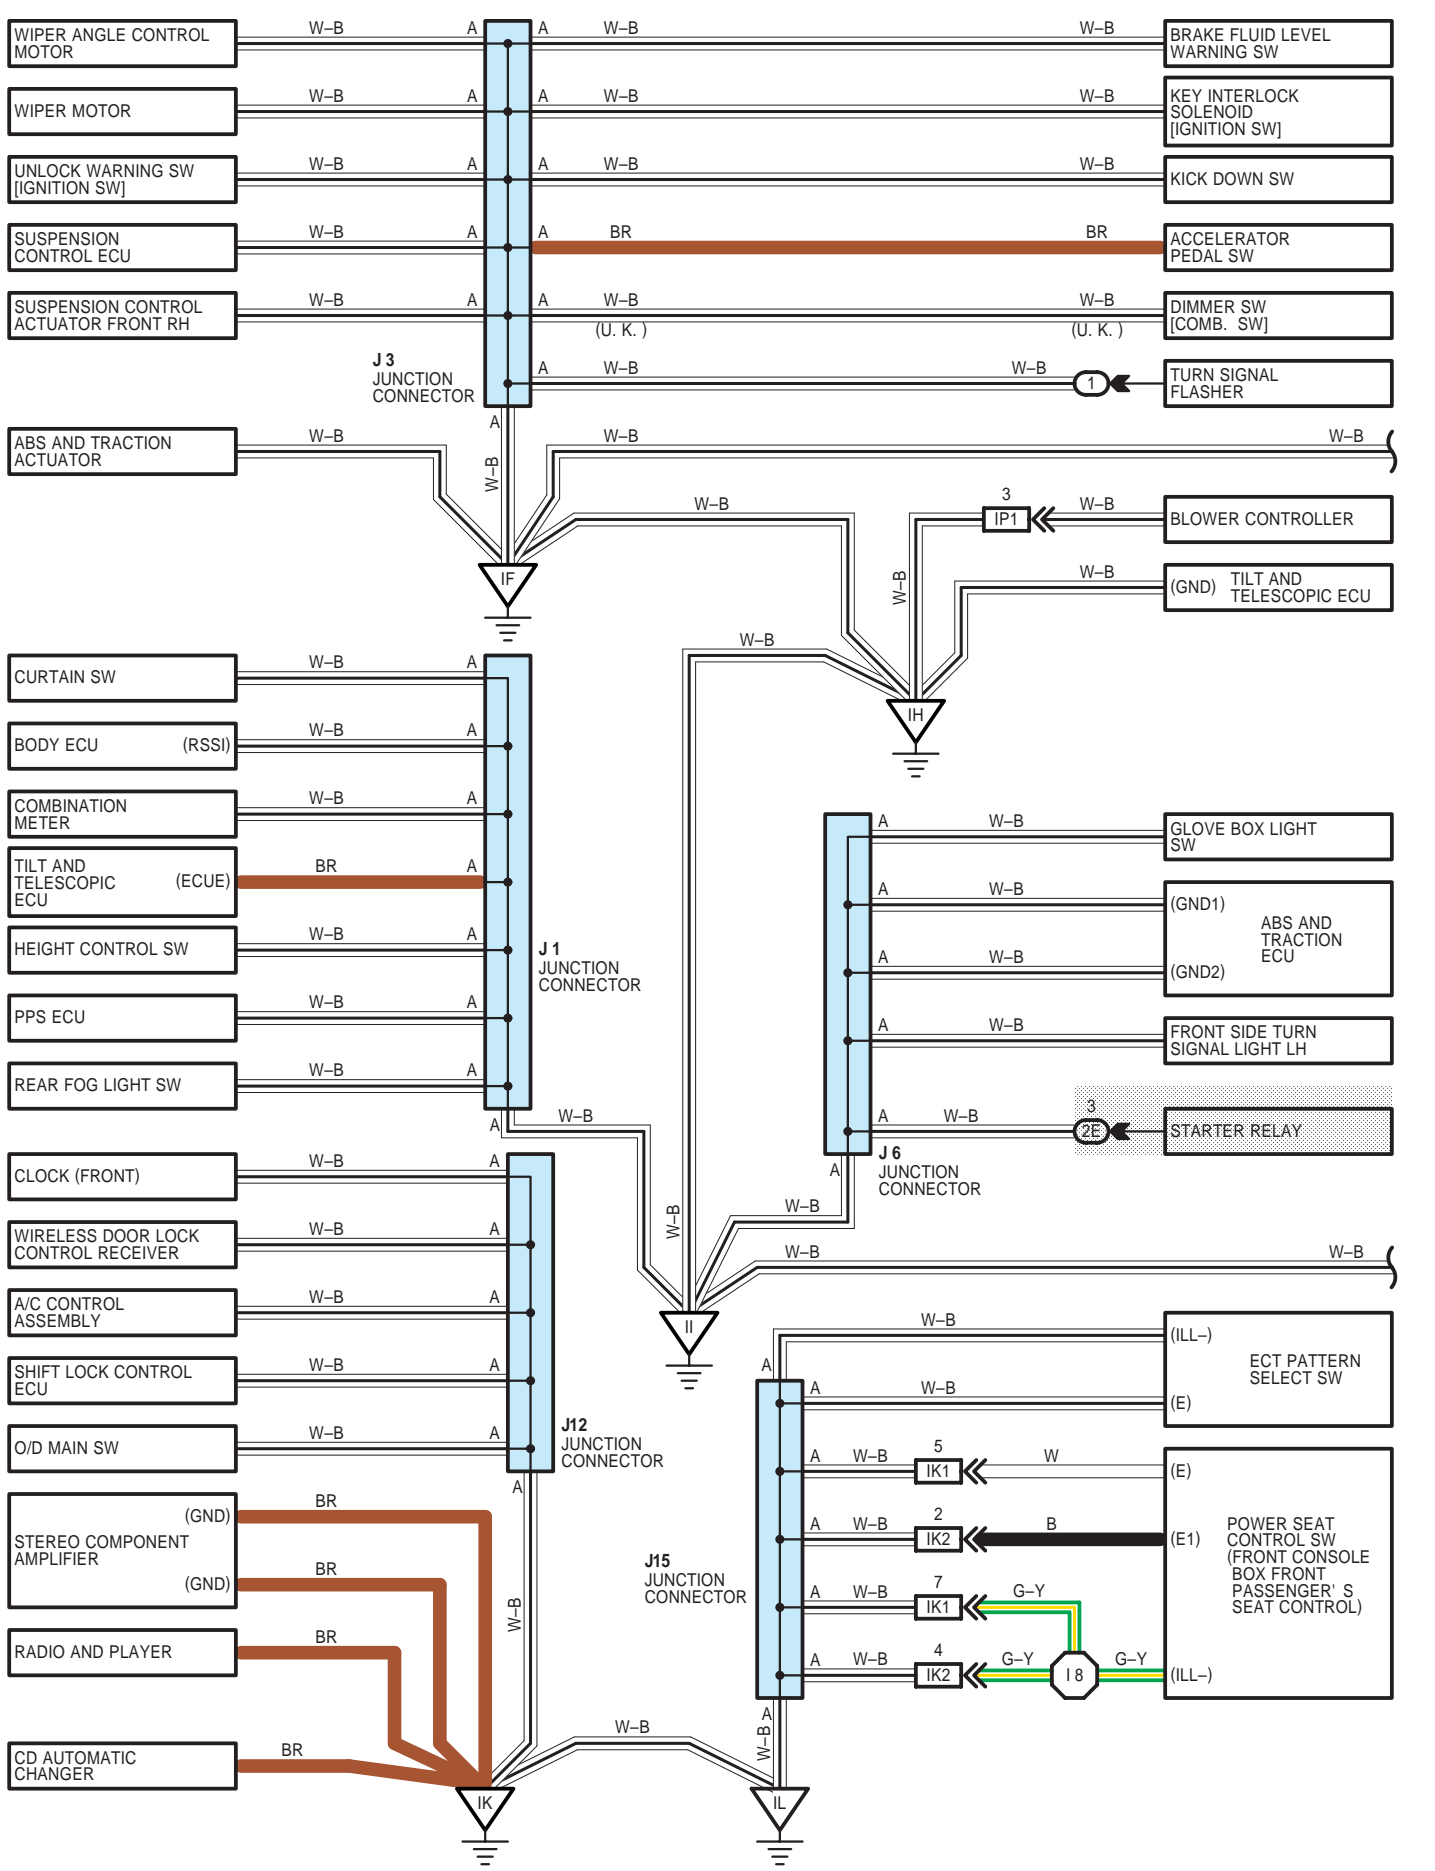 W–B A A W–B W–B
WIPER ANGLE CONTROL
MOTOR
BRAKE FLUID LEVEL
WARNING SW
W–B A A W–B W–B
WIPER MOTOR
KEY INTERLOCK
SOLENOID
[IGNITION SW]
W–B A A W–B W–B
UNLOCK WARNING SW
[IGNITION SW]
KICK DOWN SW
W–B A A BR BR
SUSPENSION
CONTROL ECU
ACCELERATOR
PEDAL SW
W–B A A W–B W–B
SUSPENSION CONTROL
ACTUATOR FRONT RH
(U. K. ) (U. K. )
DIMMER SW
[COMB. SW]
J 3
JUNCTION
CONNECTOR
A W–B W–B
1
TURN SIGNAL
FLASHER
A
W–B
ABS AND TRACTION
ACTUATOR
W–B W–B W–B
W–B
3
IP1
W–B
BLOWER CONTROLLER
W–B
W–B
(GND) TILT AND
TELESCOPIC ECU
IF
W–B
IH
CURTAIN SW
W–B A
BODY ECU (RSSI)
W–B A
COMBINATION
METER
W–B A
TILT AND
TELESCOPIC
ECU
(ECUE)
BR A
HEIGHT CONTROL SW
W–B A
J 1
JUNCTION
CONNECTOR
PPS ECU
W–B A
REAR FOG LIGHT SW
W–B A
A W–B
A W–B
GLOVE BOX LIGHT
SW
A W–B
(GND1)
ABS AND
TRACTION
ECU
A W–B
(GND2)
A W–B
FRONT SIDE TURN
SIGNAL LIGHT LH
A W–B
3
2E
STARTER RELAY
J 6
JUNCTION
CONNECTOR
A
W–B
W–B
W–B W–B
II
CLOCK (FRONT)
W–B A
WIRELESS DOOR LOCK
CONTROL RECEIVER
W–B A
A/C CONTROL
ASSEMBLY
W–B A
SHIFT LOCK CONTROL
ECU
W–B A
O/D MAIN SW
W–B A
J12
JUNCTION
CONNECTOR
A
W–B
STEREO COMPONENT
AMPLIFIER
(GND)
BR
(GND)
BR
RADIO AND PLAYER
BR
CD AUTOMATIC
CHANGER
BR
IK
W–B
A
W–B
(ILL–)
ECT PATTERN
SELECT SW
A W–B
(E)
A W–B
5
IK1
W
(E)
A W–B
2
IK2
B
(E1)
POWER SEAT
CONTROL SW
(FRONT CONSOLE
BOX FRONT
PASSENGER' S
SEAT CONTROL)
J15
JUNCTION
CONNECTOR
A W–B
7
IK1
G–Y
A W–B
4
IK2
G–Y
I 8
G–Y
(ILL–)
A
W–B
IL